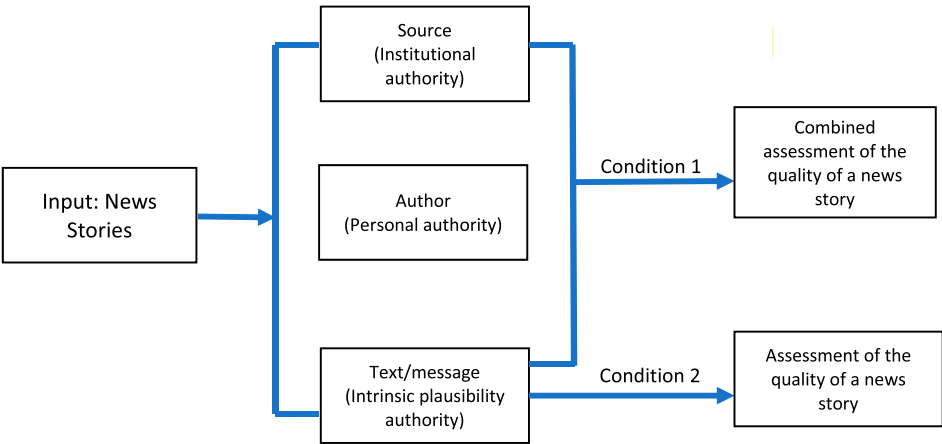 Input: News
Stories
Source
(Institutional
authority)
Author
(Personal authority)
Text/message
(Intrinsic plausibility
authority)
Condition 1
Condition 2
Combined
assessment of the
quality of a news
story
Assessment of the
quality of a news
story